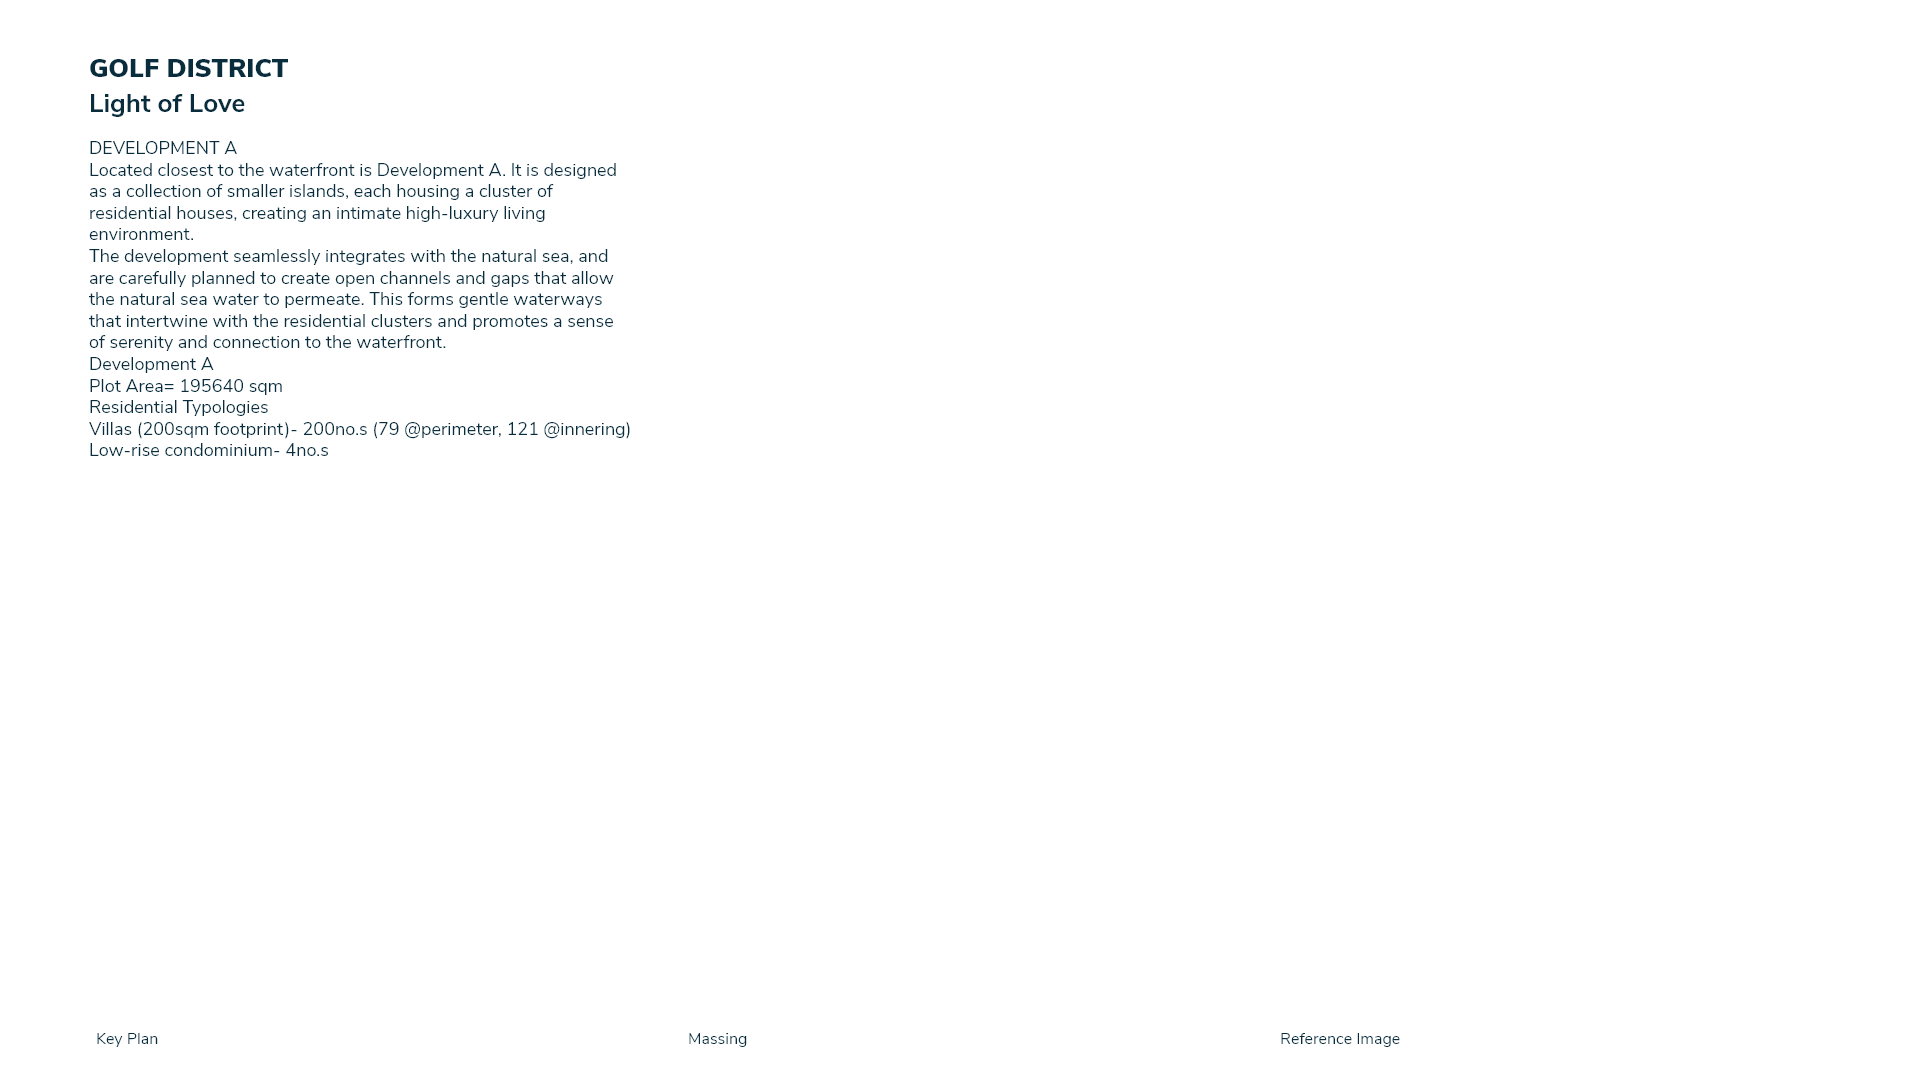 GOLF DISTRICT
Light of Love
DEVELOPMENT A
Located closest to the waterfront is Development A. It is designed
as a collection of smaller islands, each housing a cluster of
residential houses, creating an intimate high-luxury living
environment.
The development seamlessly integrates with the natural sea, and
are carefully planned to create open channels and gaps that allow
the natural sea water to permeate. This forms gentle waterways
that intertwine with the residential clusters and promotes a sense
of serenity and connection to the waterfront.
Development A
Plot Area= 195640 sqm
Residential Typologies
Villas (200sqm footprint)- 200no.s (79 @perimeter, 121 @innering)
Low-rise condominium- 4no.s
Key Plan
Massing
Reference Image